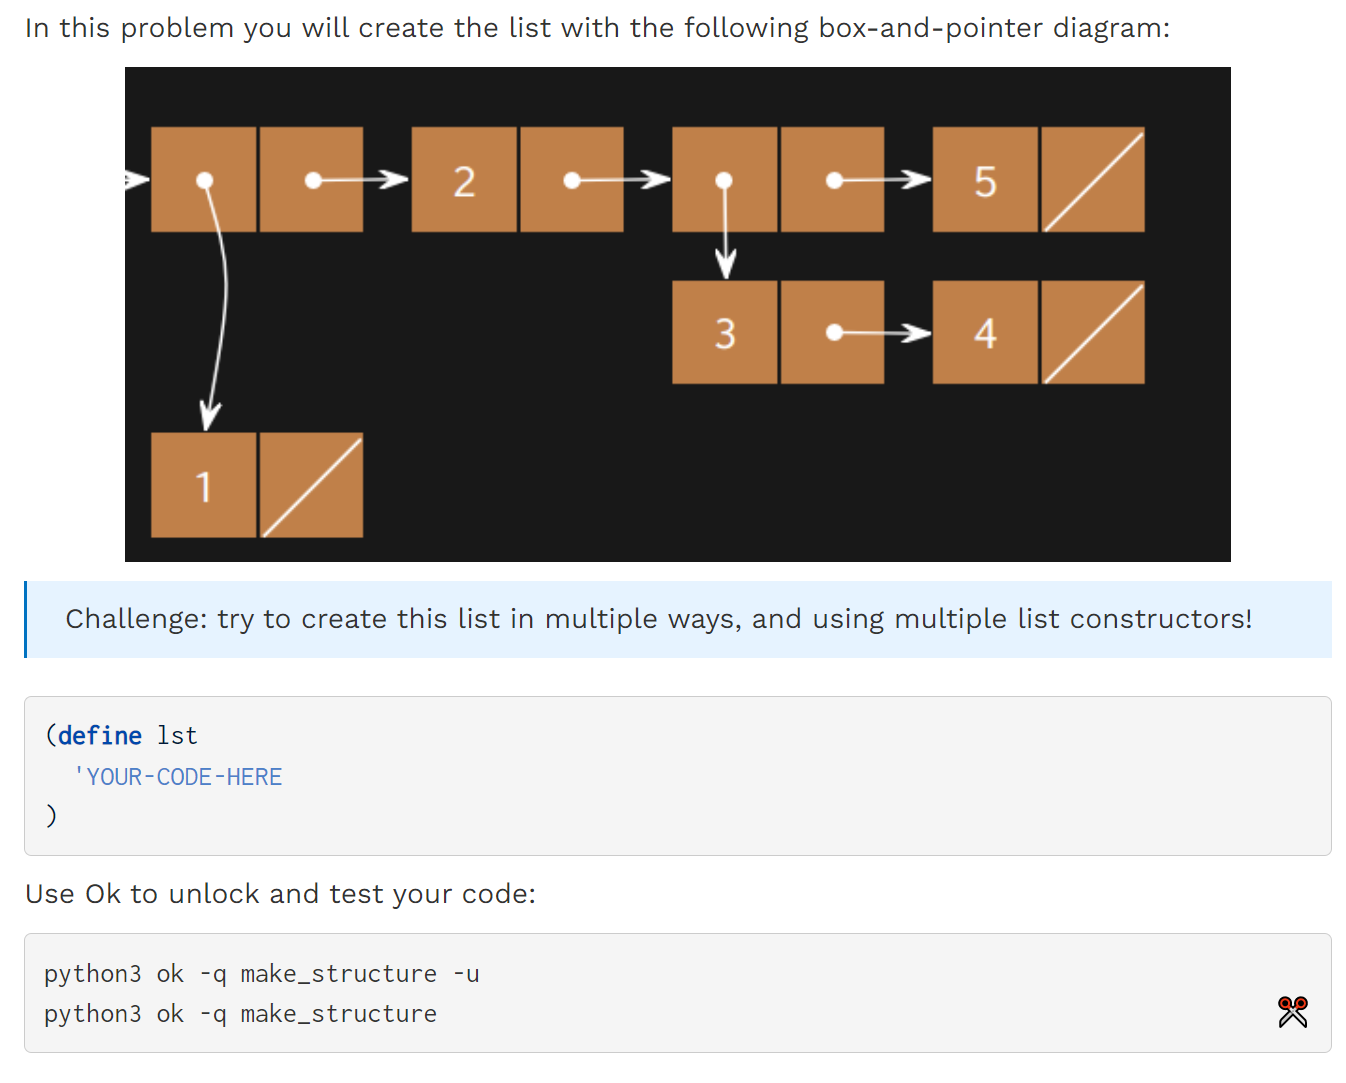 In this problem you will create the list with the following box-and-pointer diagram:
2
5
3
4
1
Challenge: try to create this list in multiple ways, and using multiple list constructors!
(define lst
'YOUR-CODE-HERE
)
Use Ok to unlock and test your code:
python3 ok -q make_structure -u
python3 ok -q make_structure